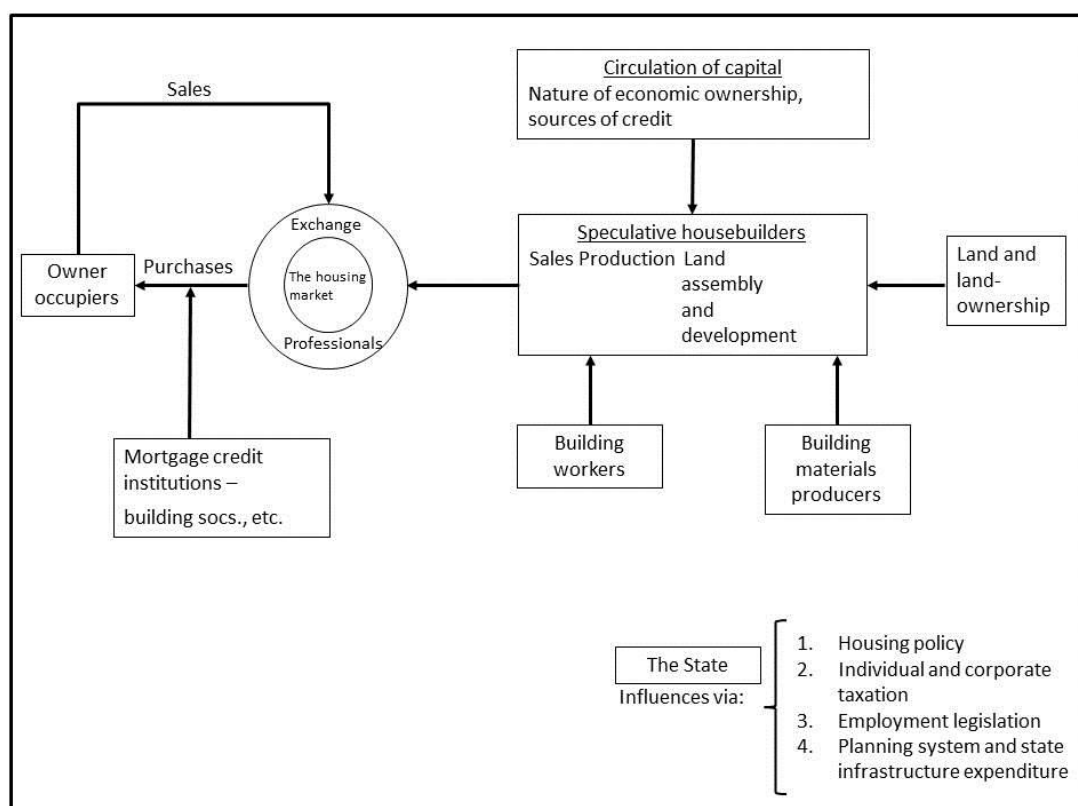 Sales
Circulation of capital
Nature of economic ownership,
sources of credit
Exchange
The housing
market
Professionals
Owner
occupiers
Purchases
Speculative housebuilders
Sales Production Land
assembly
and
development
Land and
land-
ownership
Mortgage credit
institutions –
building socs., etc.
Building
workers
Building
materials
producers
The State
Influences via:
1. Housing policy
2. Individual and corporate
taxation
3. Employment legislation
4. Planning system and state
infrastructure expenditure